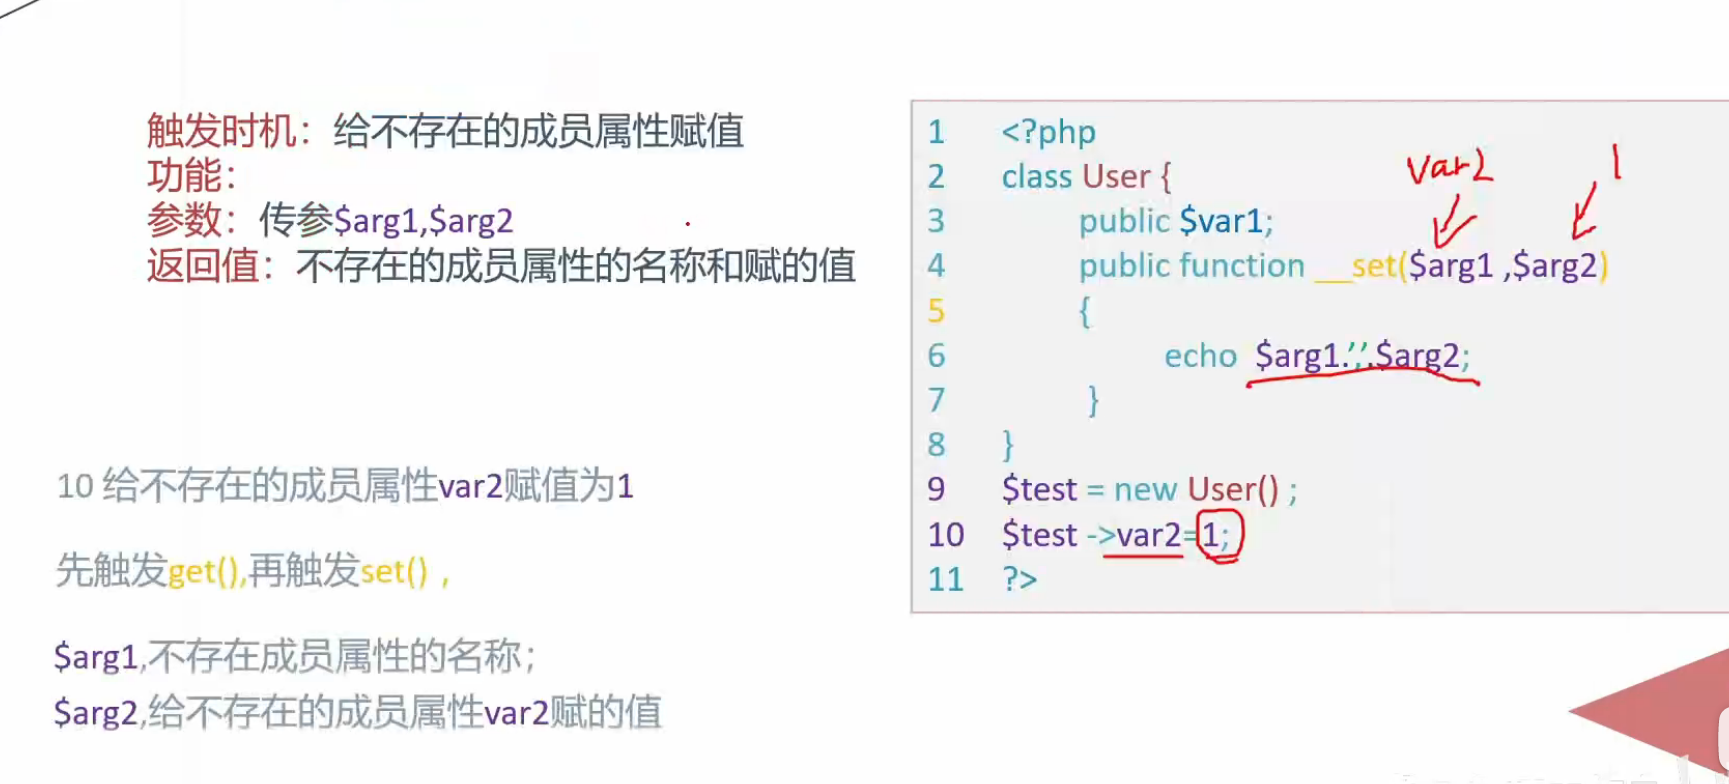 触发时机：给不存在的成员属性赋值
功能：
参数：传参$arg1,$arg2
返回值：不存在的成员属性的名称和赋的值
10 给不存在的成员属性var2赋值为1
先触发get(),再触发set() ，
$arg1,不存在成员属性的名称；
$arg2,给不存在的成员属性var2赋的值
var2 1
1 <?php
2 class User {
3 public $var1;
4 public function __set($arg1 ,$arg2)
5 {
6 echo $arg1.','.$arg2;
7 }
8 }
9 $test = new User() ;
10 $test ->var2=1;
11 ?>